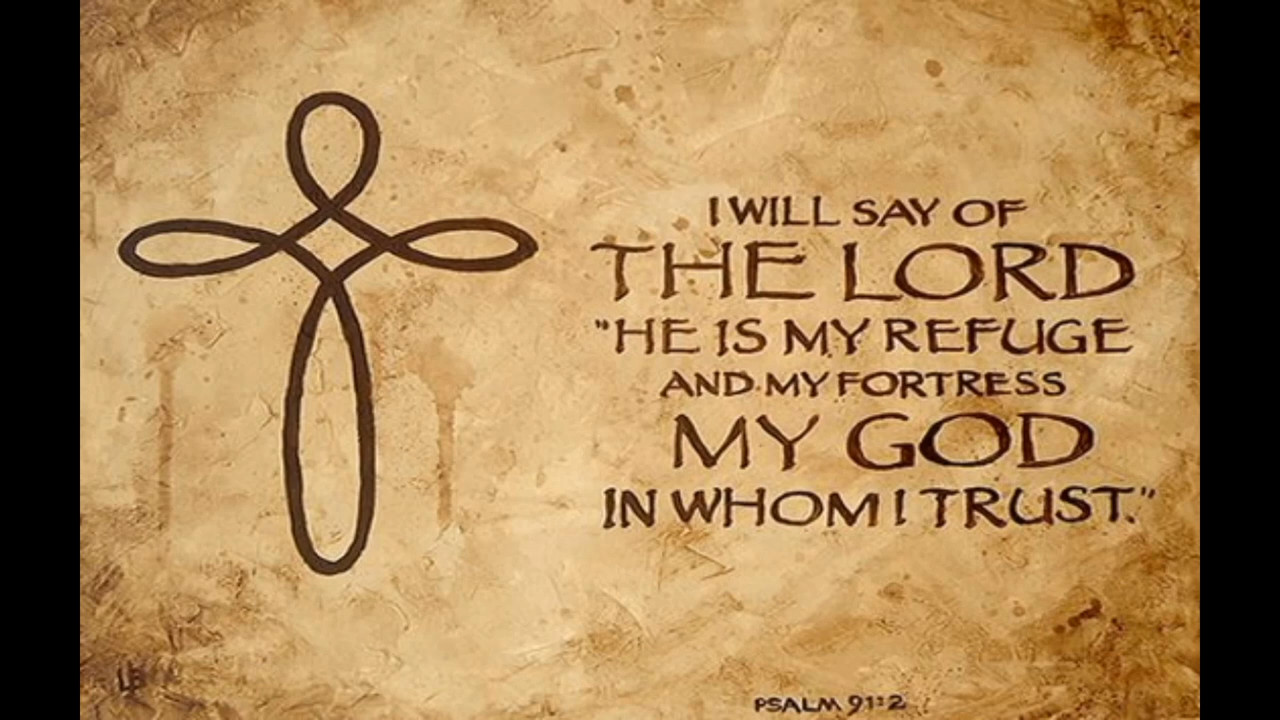 I WILL SAY OF
THE LORD
"HE IS MY REFUGE
AND MY FORTRESS
MY GOD
IN WHOM I TRUST."
PSALM 91:2